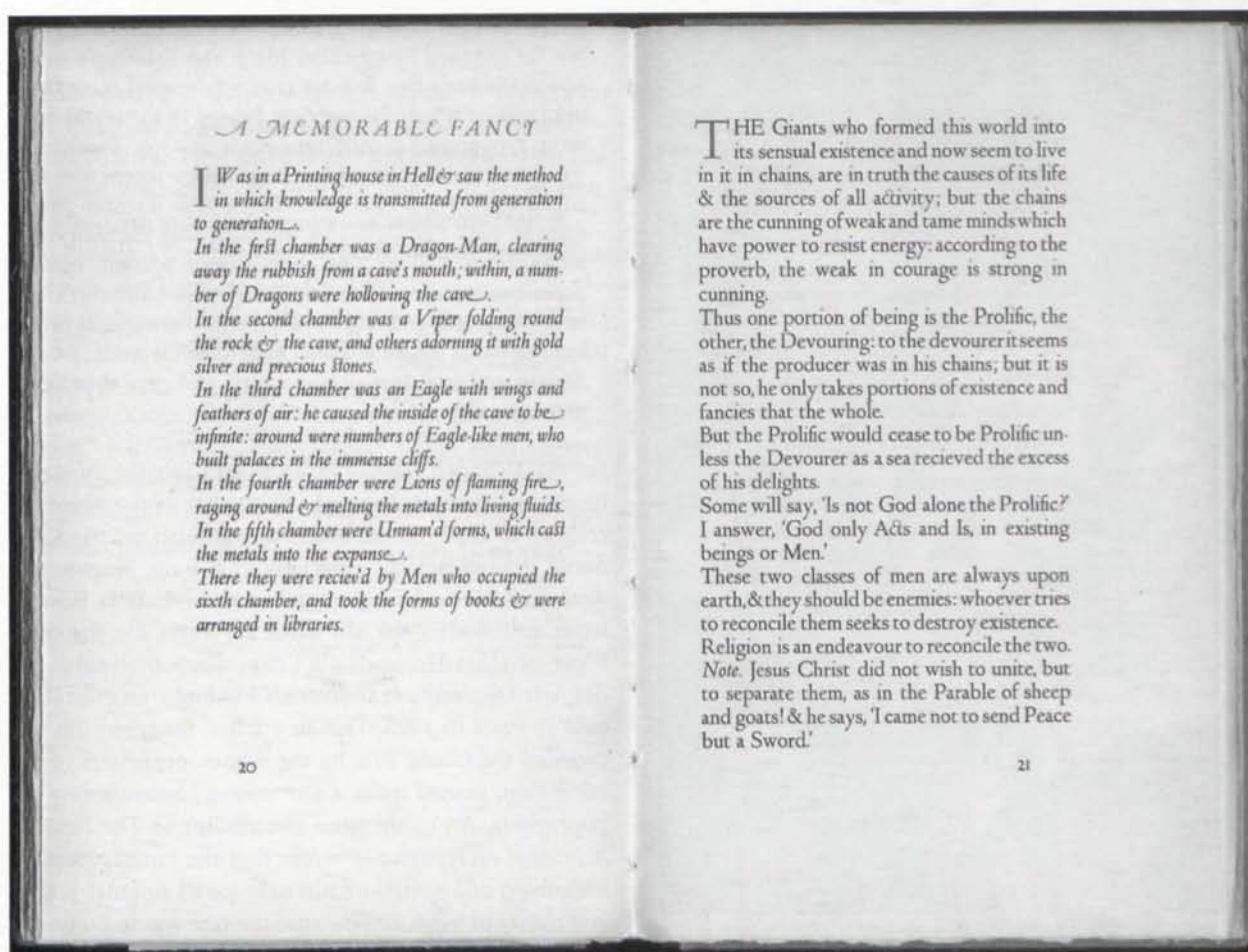 A MEMORABLE FANCY
I Was in a Printing house in Hell & saw the method
in which knowledge is transmitted from generation
to generation.
In the first chamber was a Dragon-Man, clearing
away the rubbish from a cave's mouth; within, a num-
ber of Dragons were hollowing the cave.
In the second chamber was a Viper folding round
the rock & the cave, and others adorning it with gold
silver and precious stones.
In the third chamber was an Eagle with wings and
feathers of air: he caused the inside of the cave to be
infinite: around were numbers of Eagle-like men, who
built palaces in the immense cliffs.
In the fourth chamber were Lions of flaming fire,
raging around & melting the metals into living fluids.
In the fifth chamber were Unnam'd forms, which cast
the metals into the expanse.
There they were reciev'd by Men who occupied the
sixth chamber, and took the forms of books & were
arranged in libraries.
20
THE Giants who formed this world into
its sensual existence and now seem to live
in it in chains, are in truth the causes of its life
& the sources of all activity; but the chains
are the cunning of weak and tame minds which
have power to resist energy: according to the
proverb, the weak in courage is strong in
cunning.
Thus one portion of being is the Prolific, the
other, the Devouring: to the devourer it seems
as if the producer was in his chains; but it is
not so, he only takes portions of existence and
fancies that the whole.
But the Prolific would cease to be Prolific un-
less the Devourer as a sea recieved the excess
of his delights.
Some will say, 'Is not God alone the Prolific?'
I answer, 'God only Acts and Is, in existing
beings or Men.'
These two classes of men are always upon
earth, & they should be enemies: whoever tries
to reconcile them seeks to destroy existence.
Religion is an endeavour to reconcile the two.
Note. Jesus Christ did not wish to unite, but
to separate them, as in the Parable of sheep
and goats! & he says, 'I came not to send Peace
but a Sword.'
21